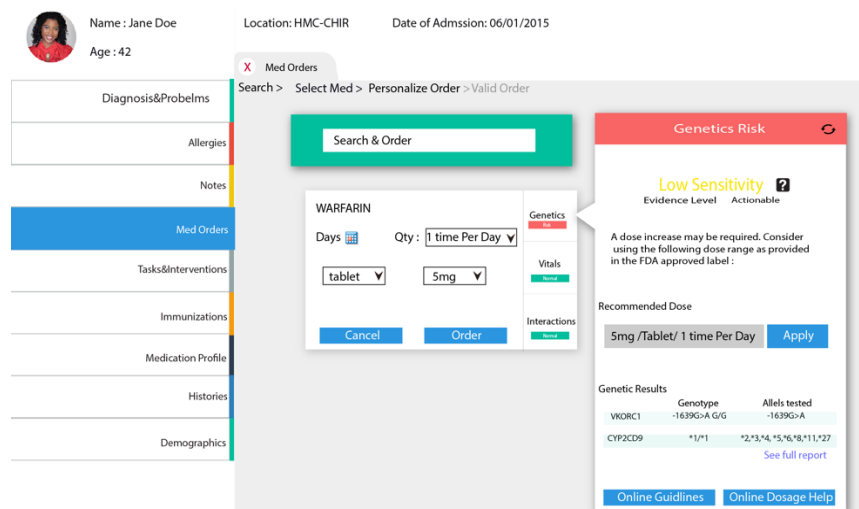 Name : Jane Doe
Age : 42
Location: HMC-CHIR
Date of Admssion: 06/01/2015
X Med Orders
Search > Select Med > Personalize Order > Valid Order
Diagnosis&Probelms
Allergies
Notes
Med Orders
Tasks&Interventions
Immunizations
Medication Profile
Histories
Demographics
Search & Order
WARFARIN
Days Qty : 1 time Per Day
tablet 5mg
Cancel Order
Genetics
Risk
Vitals
Normal
Interactions
Normal
Genetics Risk
Low Sensitivity ?
Evidence Level Actionable
A dose increase may be required. Consider
using the following dose range as provided
in the FDA approved label :
Recommended Dose
5mg /Tablet/ 1 time Per Day Apply
Genetic Results
Genotype Allels tested
VKORC1 -1639G>A G/G -1639G>A
CYP2CD9 *1/*1 *2,*3,*4, *5,*6,*8,*11,*27
See full report
Online Guidlines Online Dosage Help